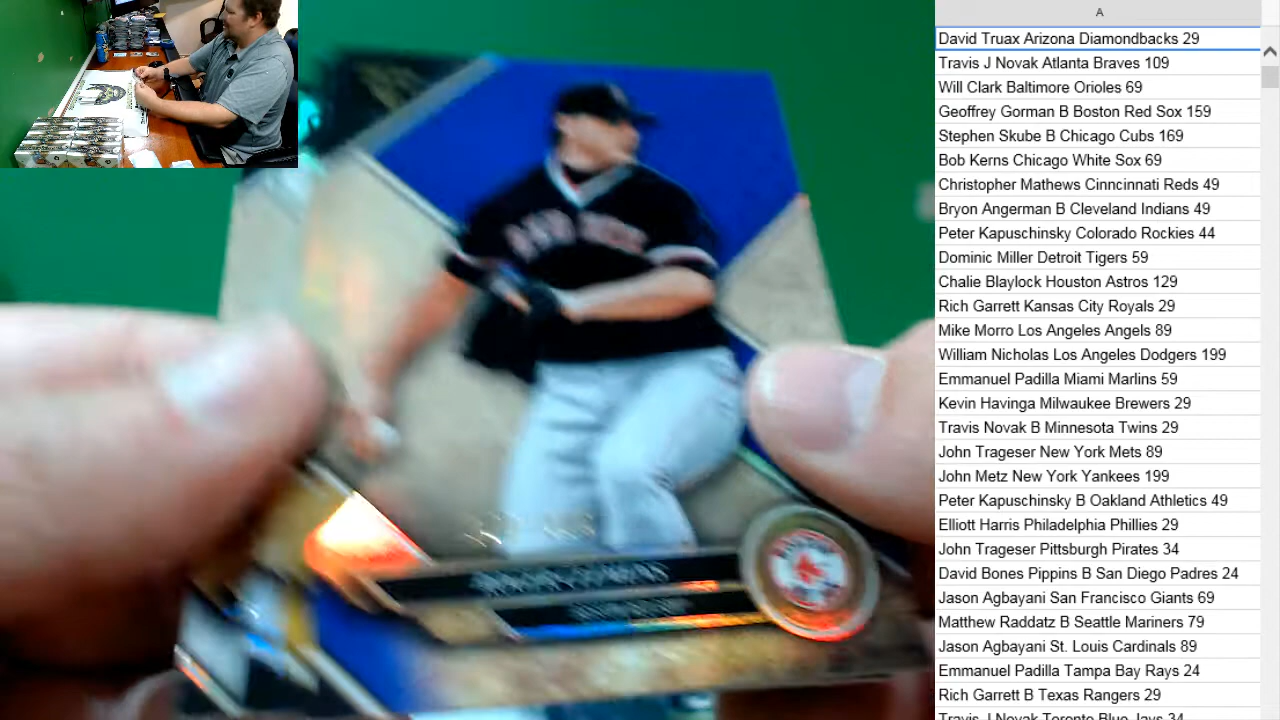 A
David Truax Arizona Diamondbacks 29
Travis J Novak Atlanta Braves 109
Will Clark Baltimore Orioles 69
Geoffrey Gorman B Boston Red Sox 159
Stephen Skube B Chicago Cubs 169
Bob Kerns Chicago White Sox 69
Christopher Mathews Cinncinnati Reds 49
Bryon Angerman B Cleveland Indians 49
Peter Kapuschinsky Colorado Rockies 44
Dominic Miller Detroit Tigers 59
Chalie Blaylock Houston Astros 129
Rich Garrett Kansas City Royals 29
Mike Morro Los Angeles Angels 89
William Nicholas Los Angeles Dodgers 199
Emmanuel Padilla Miami Marlins 59
Kevin Havinga Milwaukee Brewers 29
Travis Novak B Minnesota Twins 29
John Trageser New York Mets 89
John Metz New York Yankees 199
Peter Kapuschinsky B Oakland Athletics 49
Elliott Harris Philadelphia Phillies 29
John Trageser Pittsburgh Pirates 34
David Bones Pippins B San Diego Padres 24
Jason Agbayani San Francisco Giants 69
Matthew Raddatz B Seattle Mariners 79
Jason Agbayani St. Louis Cardinals 89
Emmanuel Padilla Tampa Bay Rays 24
Rich Garrett B Texas Rangers 29
Travis J Novak Toronto Blue Jays 34